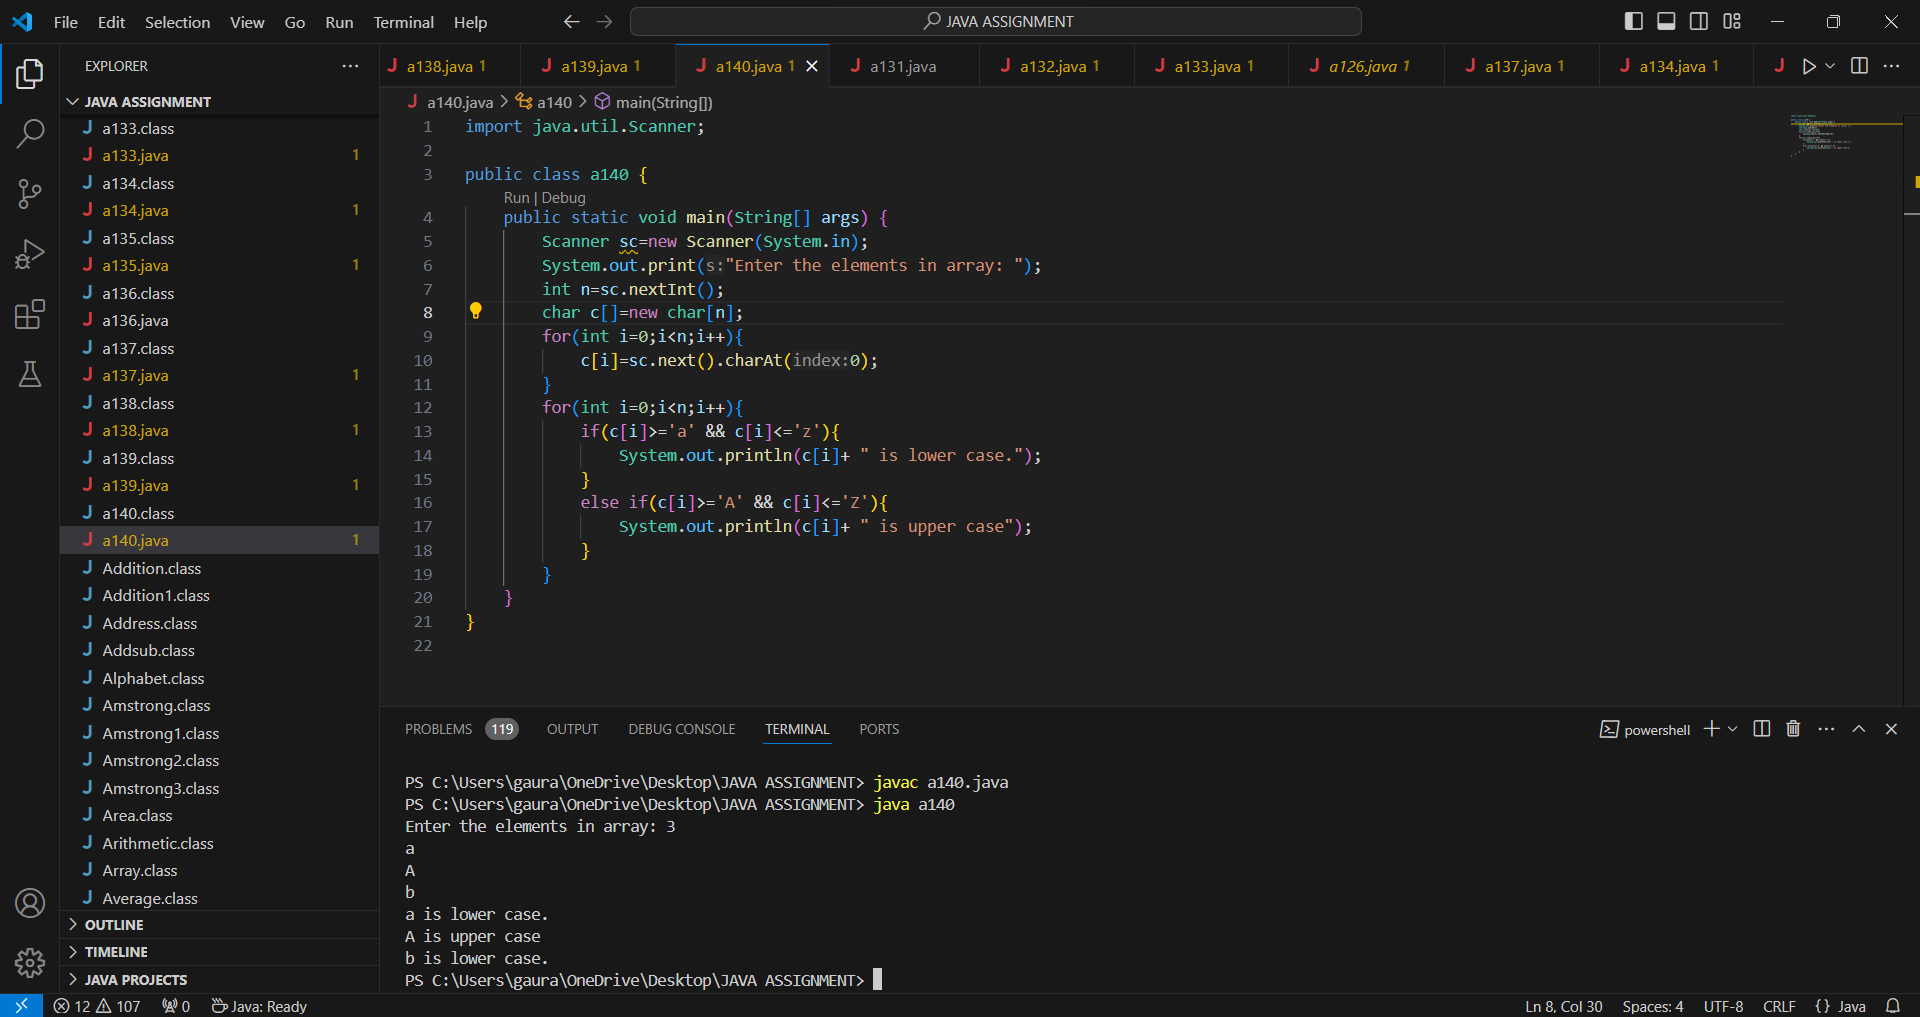 File Edit Selection View Go Run Terminal Help JAVA ASSIGNMENT
EXPLORER
JAVA ASSIGNMENT
J a133.class
J a133.java 1
J a134.class
J a134.java 1
J a135.class
J a135.java 1
J a136.class
J a136.java
J a137.class
J a137.java 1
J a138.class
J a138.java 1
J a139.class
J a139.java 1
J a140.class
J a140.java 1
J Addition.class
J Addition1.class
J Address.class
J Addsub.class
J Alphabet.class
J Amstrong.class
J Amstrong1.class
J Amstrong2.class
J Amstrong3.class
J Area.class
J Arithmetic.class
J Array.class
J Average.class
OUTLINE
TIMELINE
JAVA PROJECTS
J a138.java 1 J a139.java 1 J a140.java 1 J a131.java J a132.java 1 J a133.java 1 J a126.java 1 J a137.java 1 J a134.java 1 J
J a140.java > a140 > main(String[])
1 import java.util.Scanner;
2
3 public class a140 {
Run | Debug
4 public static void main(String[] args) {
5 Scanner sc=new Scanner(System.in);
6 System.out.print(s:"Enter the elements in array: ");
7 int n=sc.nextInt();
8 char c[]=new char[n];
9 for(int i=0;i<n;i++){
10 c[i]=sc.next().charAt(index:0);
11 }
12 for(int i=0;i<n;i++){
13 if(c[i]>='a' && c[i]<='z'){
14 System.out.println(c[i]+ " is lower case.");
15 }
16 else if(c[i]>='A' && c[i]<='Z'){
17 System.out.println(c[i]+ " is upper case");
18 }
19 }
20 }
21 }
22
PROBLEMS 119 OUTPUT DEBUG CONSOLE TERMINAL PORTS powershell
PS C:\Users\gaura\OneDrive\Desktop\JAVA ASSIGNMENT> javac a140.java
PS C:\Users\gaura\OneDrive\Desktop\JAVA ASSIGNMENT> java a140
Enter the elements in array: 3
a
A
b
a is lower case.
A is upper case
b is lower case.
PS C:\Users\gaura\OneDrive\Desktop\JAVA ASSIGNMENT>
12 107 0 Java: Ready Ln 8, Col 30 Spaces: 4 UTF-8 CRLF {} Java